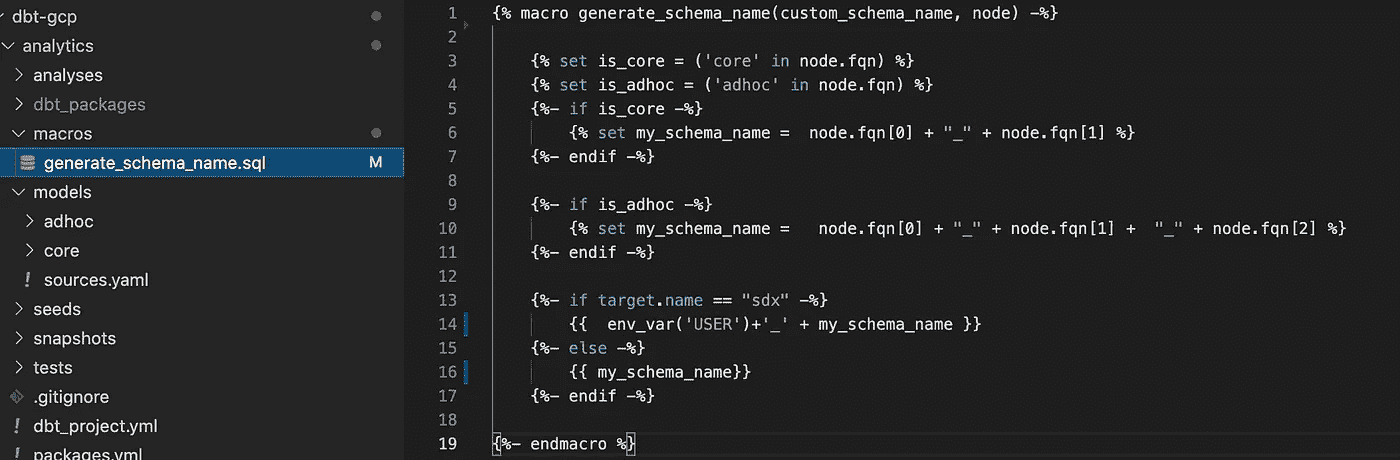 dbt-gcp
analytics
analyses
dbt_packages
macros
generate_schema_name.sql M
models
adhoc
core
! sources.yaml
seeds
snapshots
tests
.gitignore
! dbt_project.yml
! packages.yml
1 {% macro generate_schema_name(custom_schema_name, node) -%}
2
3 {% set is_core = ('core' in node.fqn) %}
4 {% set is_adhoc = ('adhoc' in node.fqn) %}
5 {%- if is_core -%}
6 {% set my_schema_name =  node.fqn[0] + "_" + node.fqn[1] %}
7 {%- endif -%}
8
9 {%- if is_adhoc -%}
10 {% set my_schema_name =   node.fqn[0] + "_" + node.fqn[1] +  "_" + node.fqn[2] %}
11 {%- endif -%}
12
13 {%- if target.name == "sdx" -%}
14 {{  env_var('USER')+'_' + my_schema_name }}
15 {%- else -%}
16 {{ my_schema_name}}
17 {%- endif -%}
18
19 {%- endmacro %}